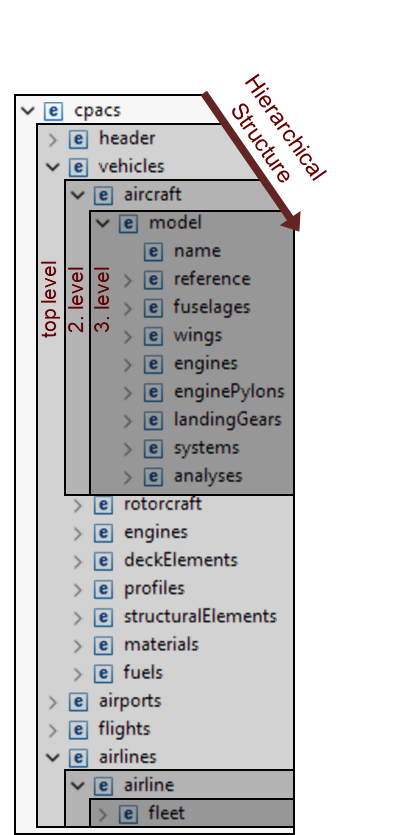 Hierarchical
Structure
cpacs
header
vehicles
aircraft
model
name
reference
fuselages
wings
engines
enginePylons
landingGears
systems
analyses
top level
2. level
3. level
rotorcraft
engines
deckElements
profiles
structuralElements
materials
fuels
airports
flights
airlines
airline
fleet